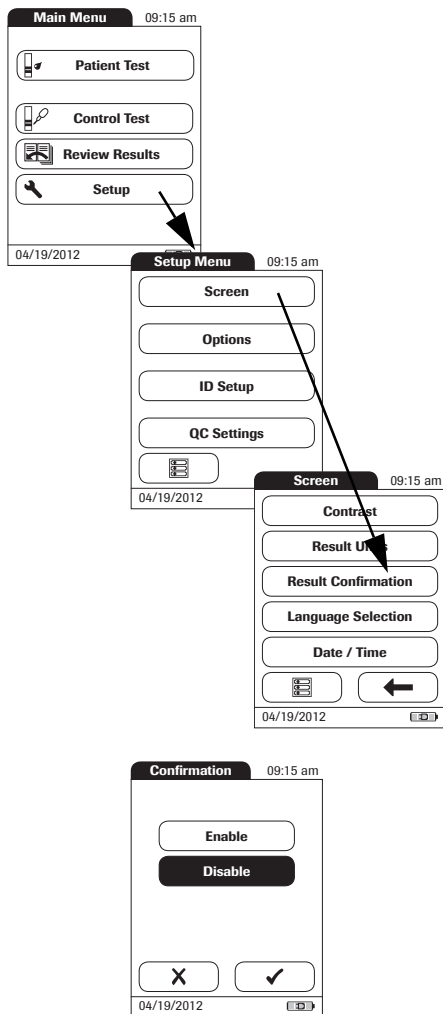 Main Menu 09:15 am
Patient Test
Control Test
Review Results
Setup
04/19/2012
Setup Menu 09:15 am
Screen
Options
ID Setup
QC Settings
04/19/2012
Screen 09:15 am
Contrast
Result
Result Confirmation
Language Selection
Date / Time
04/19/2012
Confirmation 09:15 am
Enable
Disable
04/19/2012